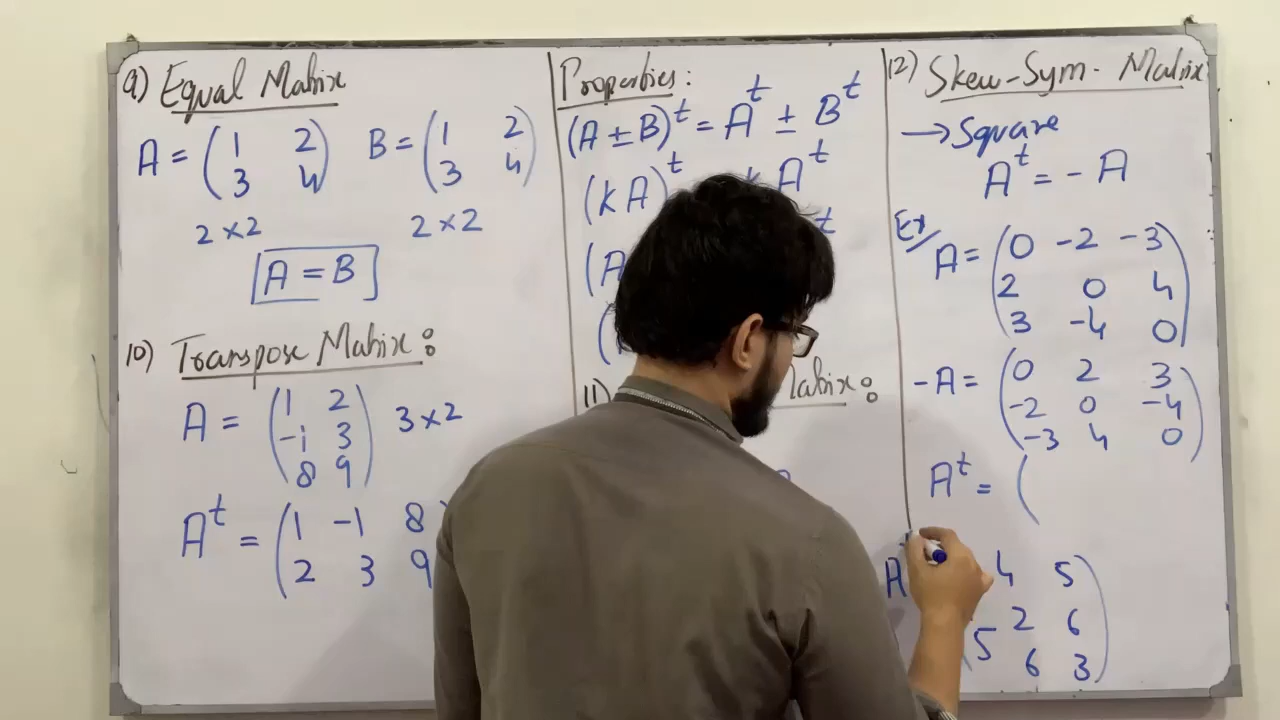 9) Equal Matrix
A = (1 2
3 4) B = (1 2
3 4)
2×2 2×2
A = B
10) Transpose Matrix :
A = (1 2
-1 3
8 9) 3×2
A^t = (1 -1 8
2 3 9
Properties :
(A ± B)^t = A^t ± B^t
(kA)^t A^t
(A t
(
11) Matrix :
12) Skew-Sym- Matrix
→ Square
A^t = - A
Ex/ A = (0 -2 -3
2 0 4
3 -4 0)
-A = (0 2 3
-2 0 -4
-3 4 0)
A^t = (
A 4 5
2 6
5 6 3)